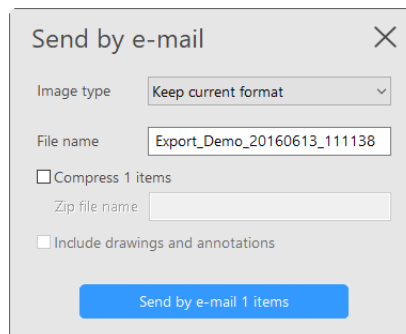 Send by e-mail
Image type Keep current format
File name Export_Demo_20160613_111138
Compress 1 items
Zip file name
Include drawings and annotations
Send by e-mail 1 items